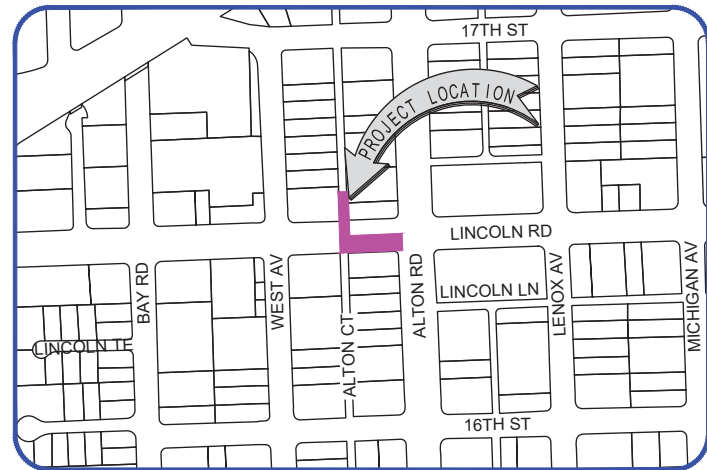 17TH ST
PROJECT LOCATION
LINCOLN RD
BAY RD
WEST AV
ALTON CT
ALTON RD
LINCOLN LN
LENOX AV
MICHIGAN AV
LINCOLN TE
16TH ST